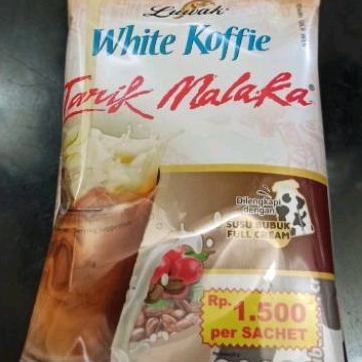 Luwak
White Koffie
Tarik Malaka®
Dilengkapi
dengan
SUSU BUBUK
FULL CREAM
Rp.
1.500
per SACHET